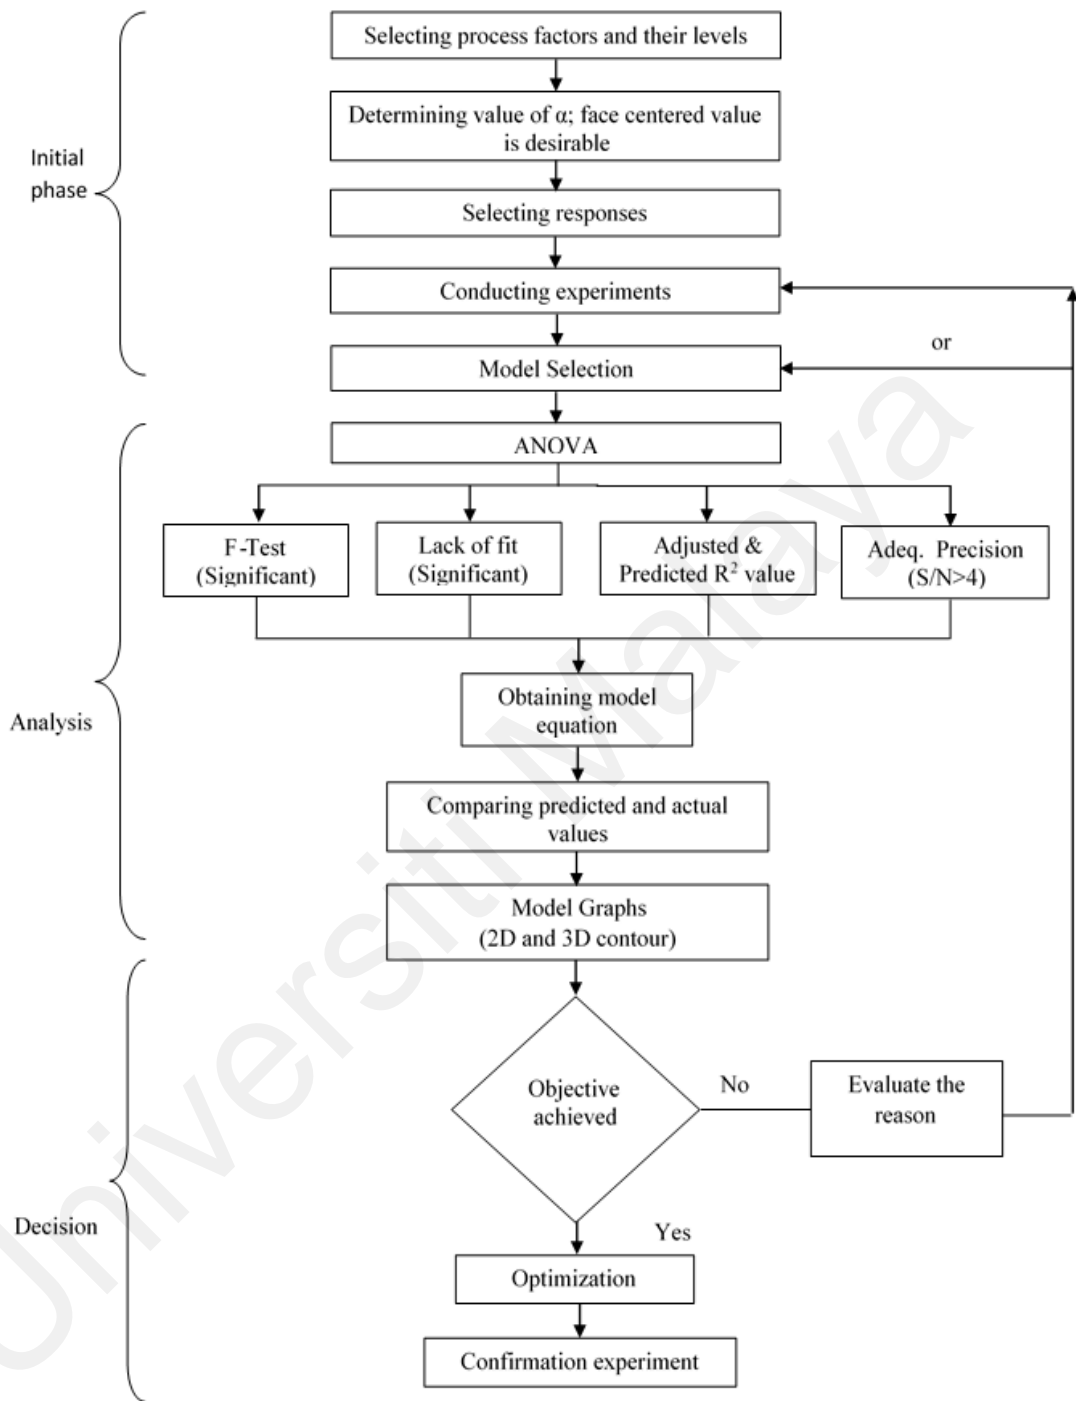 Selecting process factors and their levels
Determining value of α; face centered value
is desirable
Initial
phase
Selecting responses
Conducting experiments
or
Model Selection
ANOVA
F-Test
(Significant)
Lack of fit
(Significant)
Adjusted &
Predicted R² value
Adeq. Precision
(S/N>4)
Obtaining model
equation
Analysis
Comparing predicted and actual
values
Model Graphs
(2D and 3D contour)
Objective
achieved
No
Evaluate the
reason
Decision
Yes
Optimization
Confirmation experiment
Universiti Malaya